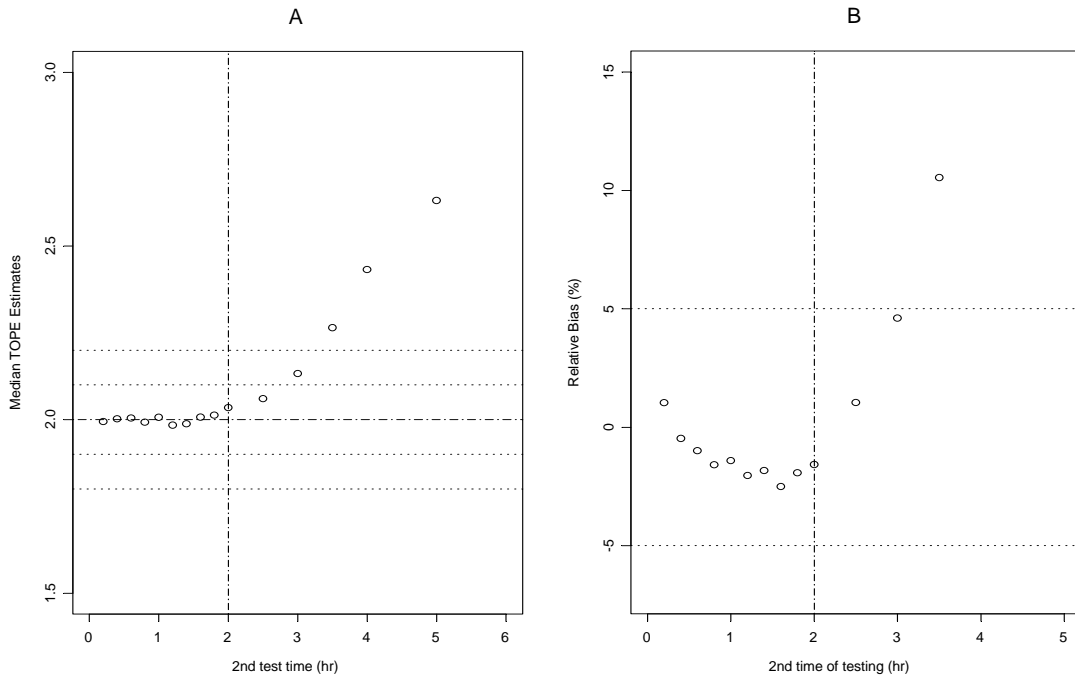 A
Median TOPE Estimates
3.0
2.5
2.0
1.5
0 1 2 3 4 5 6
2nd test time (hr)
B
Relative Bias (%)
15
10
5
0
-5
0 1 2 3 4 5
2nd time of testing (hr)